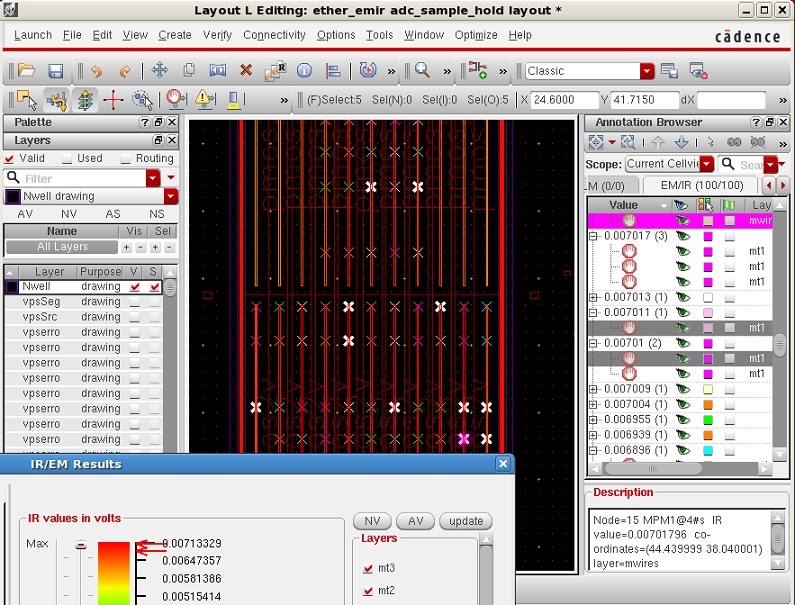 Layout L Editing: ether_emir adc_sample_hold layout *
Launch File Edit View Create Verify Connectivity Options Tools Window Optimize Help
cādence
» » » Classic
» (F)Select:5 Sel(N):0 Sel(I):0 Sel(O):5 X 24.6000 Y 41.7150 dX »
Palette
Layers
Valid Used Routing
Filter
Nwell drawing
AV NV AS NS
Name Vis Sel
All Layers + - + -
Layer Purpose V S
Nwell drawing
vpsSeg drawing
vpsSrc drawing
vpserro drawing
vpserro drawing
vpserro drawing
vpserro drawing
vpserro drawing
vpserro drawing
vpserro drawing
vpserro drawing
Annotation Browser
»
Scope: Current Cellvie Sea
M (0/0) EM/IR (100/100)
Value Lay
mwir
0.007017 (3)
mt1
mt1
mt1
0.007013 (1)
0.007011 (1)
mt1
0.00701 (2)
mt1
mt1
0.007009 (1)
0.007004 (1)
0.006955 (1)
0.006939 (1)
0.006896 (1)
Description
Node=15 MPM1@4#s IR
value=0.00701796 co-
ordinates=(44.439999 38.040001)
layer=mwires
IR/EM Results
IR values in volts
NV AV update
Max
0.00713329
0.00647357
0.00581386
0.00515414
Layers
mt3
mt2